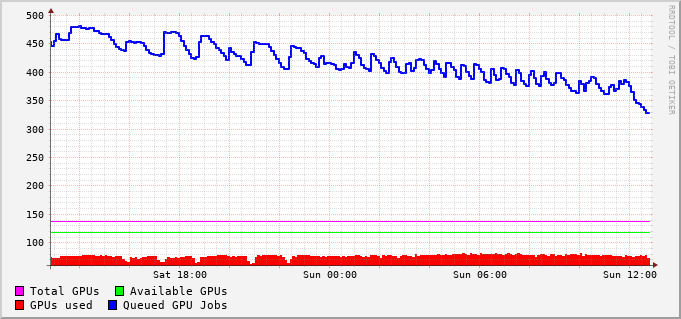 500
450
400
350
300
250
200
150
100
Sat 18:00 Sun 00:00 Sun 06:00 Sun 12:00
Total GPUs Available GPUs
GPUs used Queued GPU Jobs
RRDTOOL / TOBI OETIKER